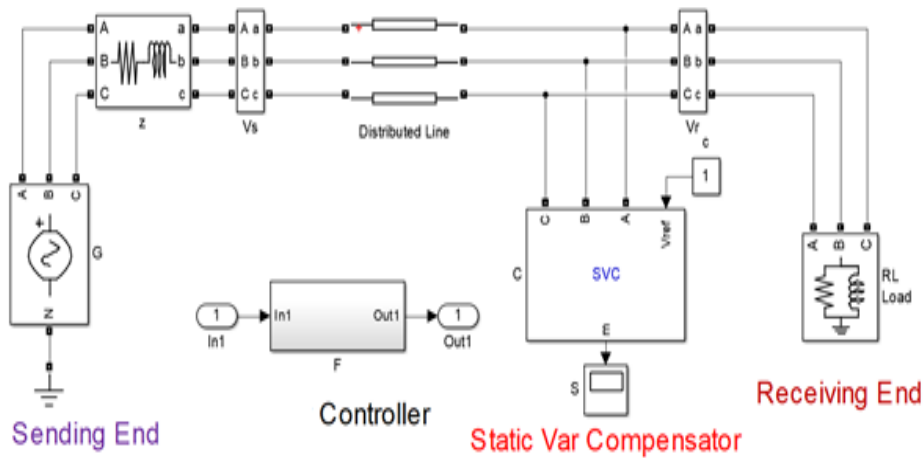 A a A a A a
B b B b B b
C c C c C c
z
Vs
Distributed Line
Vr
c
1
A B C
C B A
Vref
A B C
+
G
N
C
SVC
E
RL
Load
1
In1
In1
Out1
1
Out1
F
S
Sending End
Controller
Static Var Compensator
Receiving End